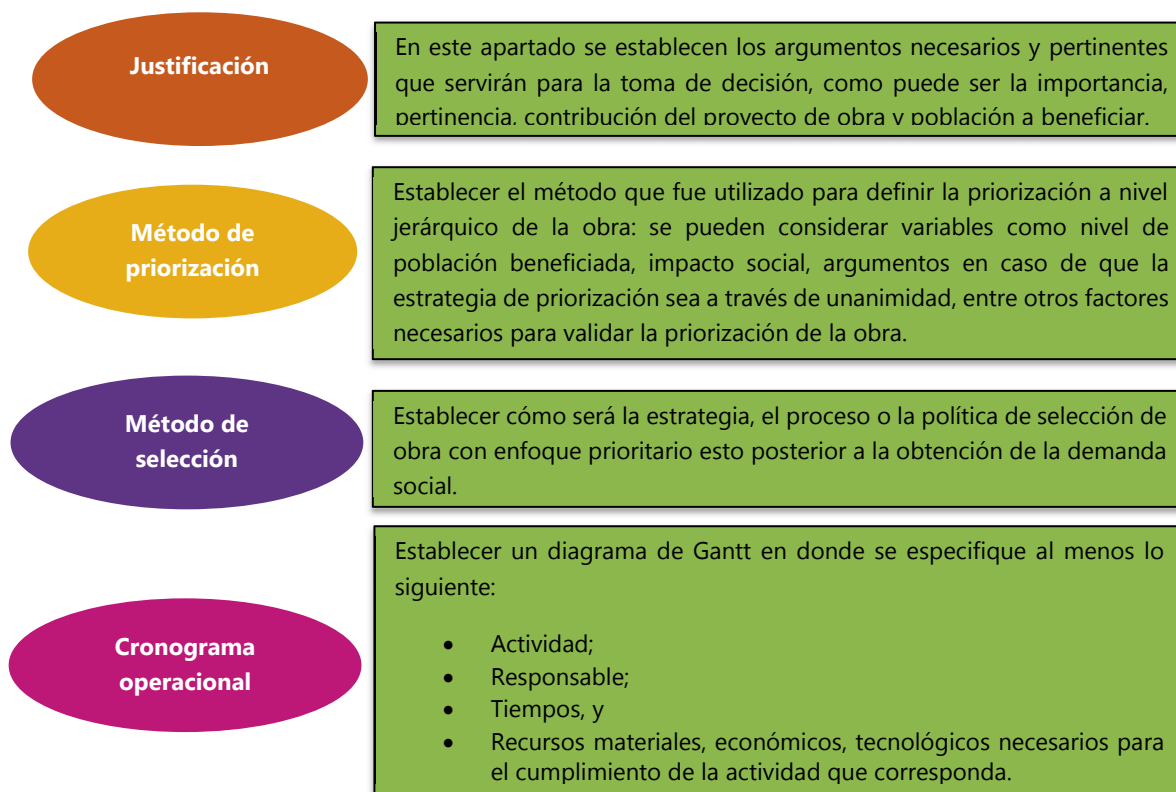 Justificación
En este apartado se establecen los argumentos necesarios y pertinentes
que servirán para la toma de decisión, como puede ser la importancia,
pertinencia, contribución del proyecto de obra y población a beneficiar.
Método de
priorización
Establecer el método que fue utilizado para definir la priorización a nivel
jerárquico de la obra: se pueden considerar variables como nivel de
población beneficiada, impacto social, argumentos en caso de que la
estrategia de priorización sea a través de unanimidad, entre otros factores
necesarios para validar la priorización de la obra.
Método de
selección
Establecer cómo será la estrategia, el proceso o la política de selección de
obra con enfoque prioritario esto posterior a la obtención de la demanda
social.
Cronograma
operacional
Establecer un diagrama de Gantt en donde se especifique al menos lo
siguiente:
• Actividad;
• Responsable;
• Tiempos, y
• Recursos materiales, económicos, tecnológicos necesarios para
el cumplimiento de la actividad que corresponda.